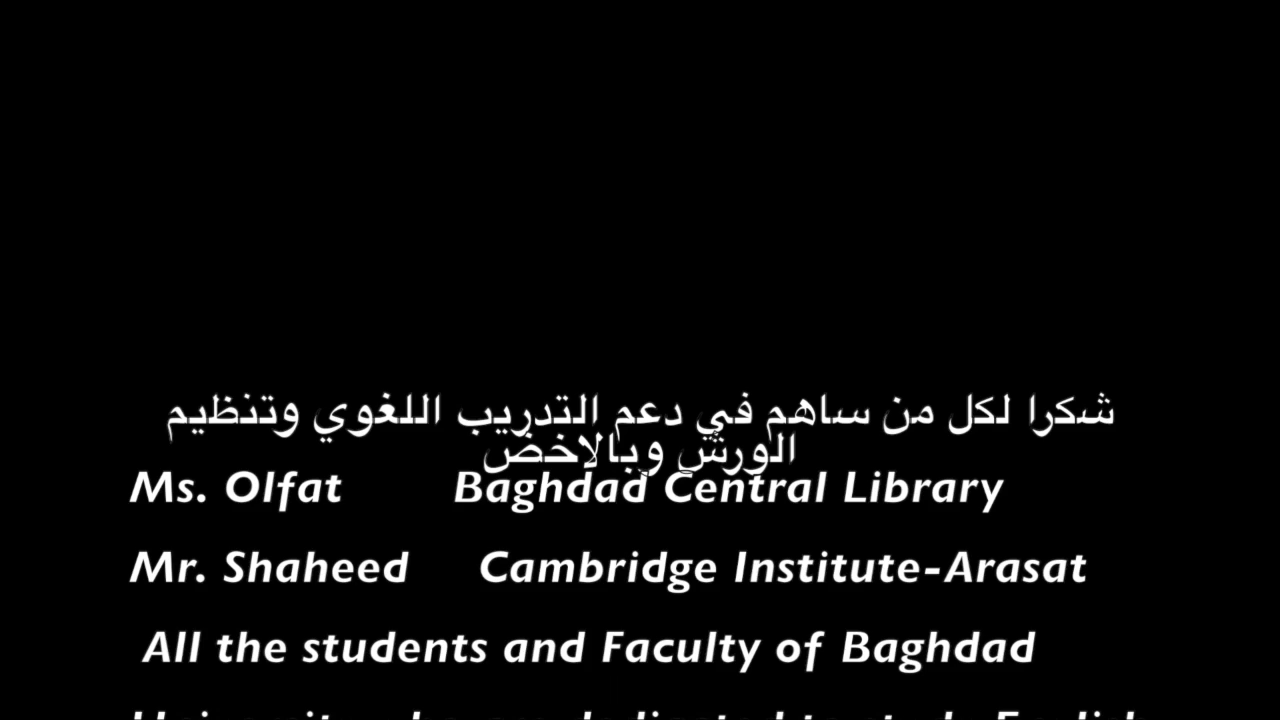 شكرا لكل من ساهم في دعم التدريب اللغوي وتنظيم
الورش وبالاخض
Ms. Olfat Baghdad Central Library
Mr. Shaheed Cambridge Institute-Arasat
All the students and Faculty of Baghdad